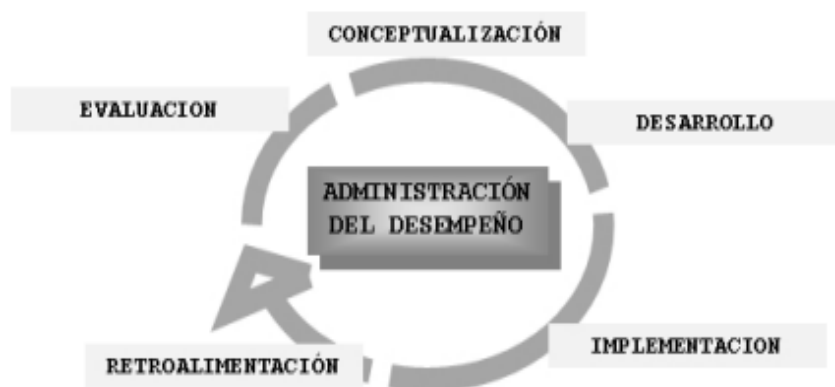 CONCEPTUALIZACIÓN
EVALUACION
DESARROLLO
ADMINISTRACIÓN
DEL DESEMPEÑO
IMPLEMENTACION
RETROALIMENTACIÓN